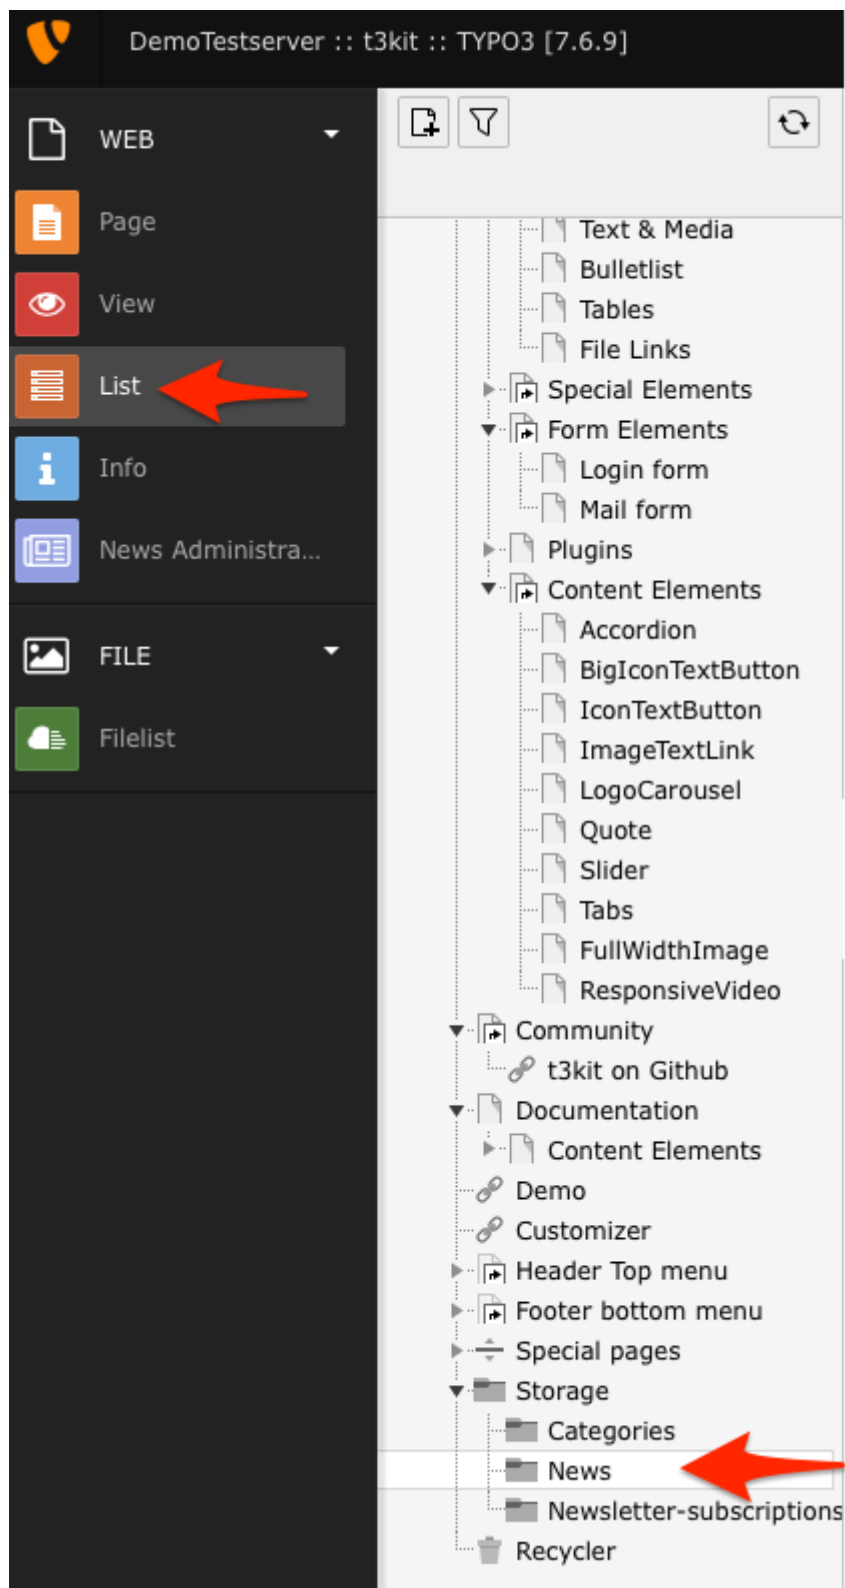 DemoTestserver :: t3kit :: TYPO3 [7.6.9]
WEB
Page
View
List
Info
News Administra...
FILE
Filelist
Text & Media
Bulletlist
Tables
File Links
Special Elements
Form Elements
Login form
Mail form
Plugins
Content Elements
Accordion
BigIconTextButton
IconTextButton
ImageTextLink
LogoCarousel
Quote
Slider
Tabs
FullWidthImage
ResponsiveVideo
Community
t3kit on Github
Documentation
Content Elements
Demo
Customizer
Header Top menu
Footer bottom menu
Special pages
Storage
Categories
News
Newsletter-subscriptions
Recycler